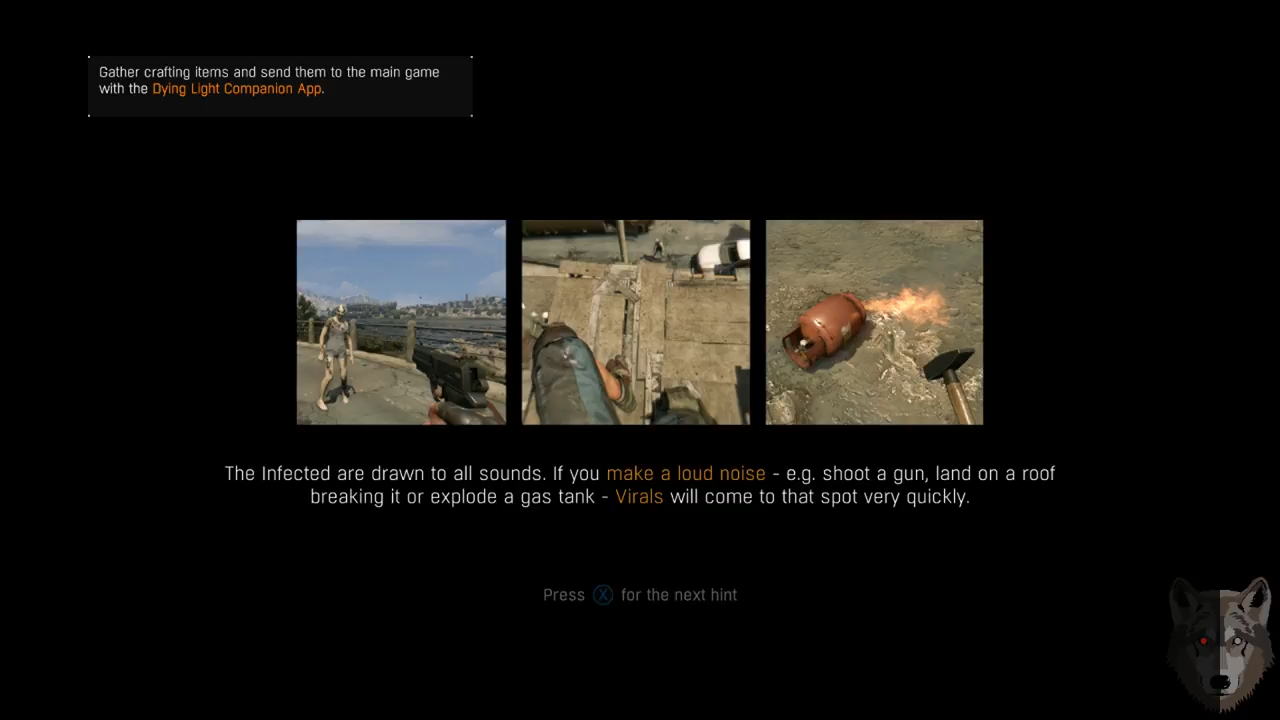 Gather crafting items and send them to the main game
with the Dying Light Companion App.
The Infected are drawn to all sounds. If you make a loud noise - e.g. shoot a gun, land on a roof
breaking it or explode a gas tank - Virals will come to that spot very quickly.
Press X for the next hint